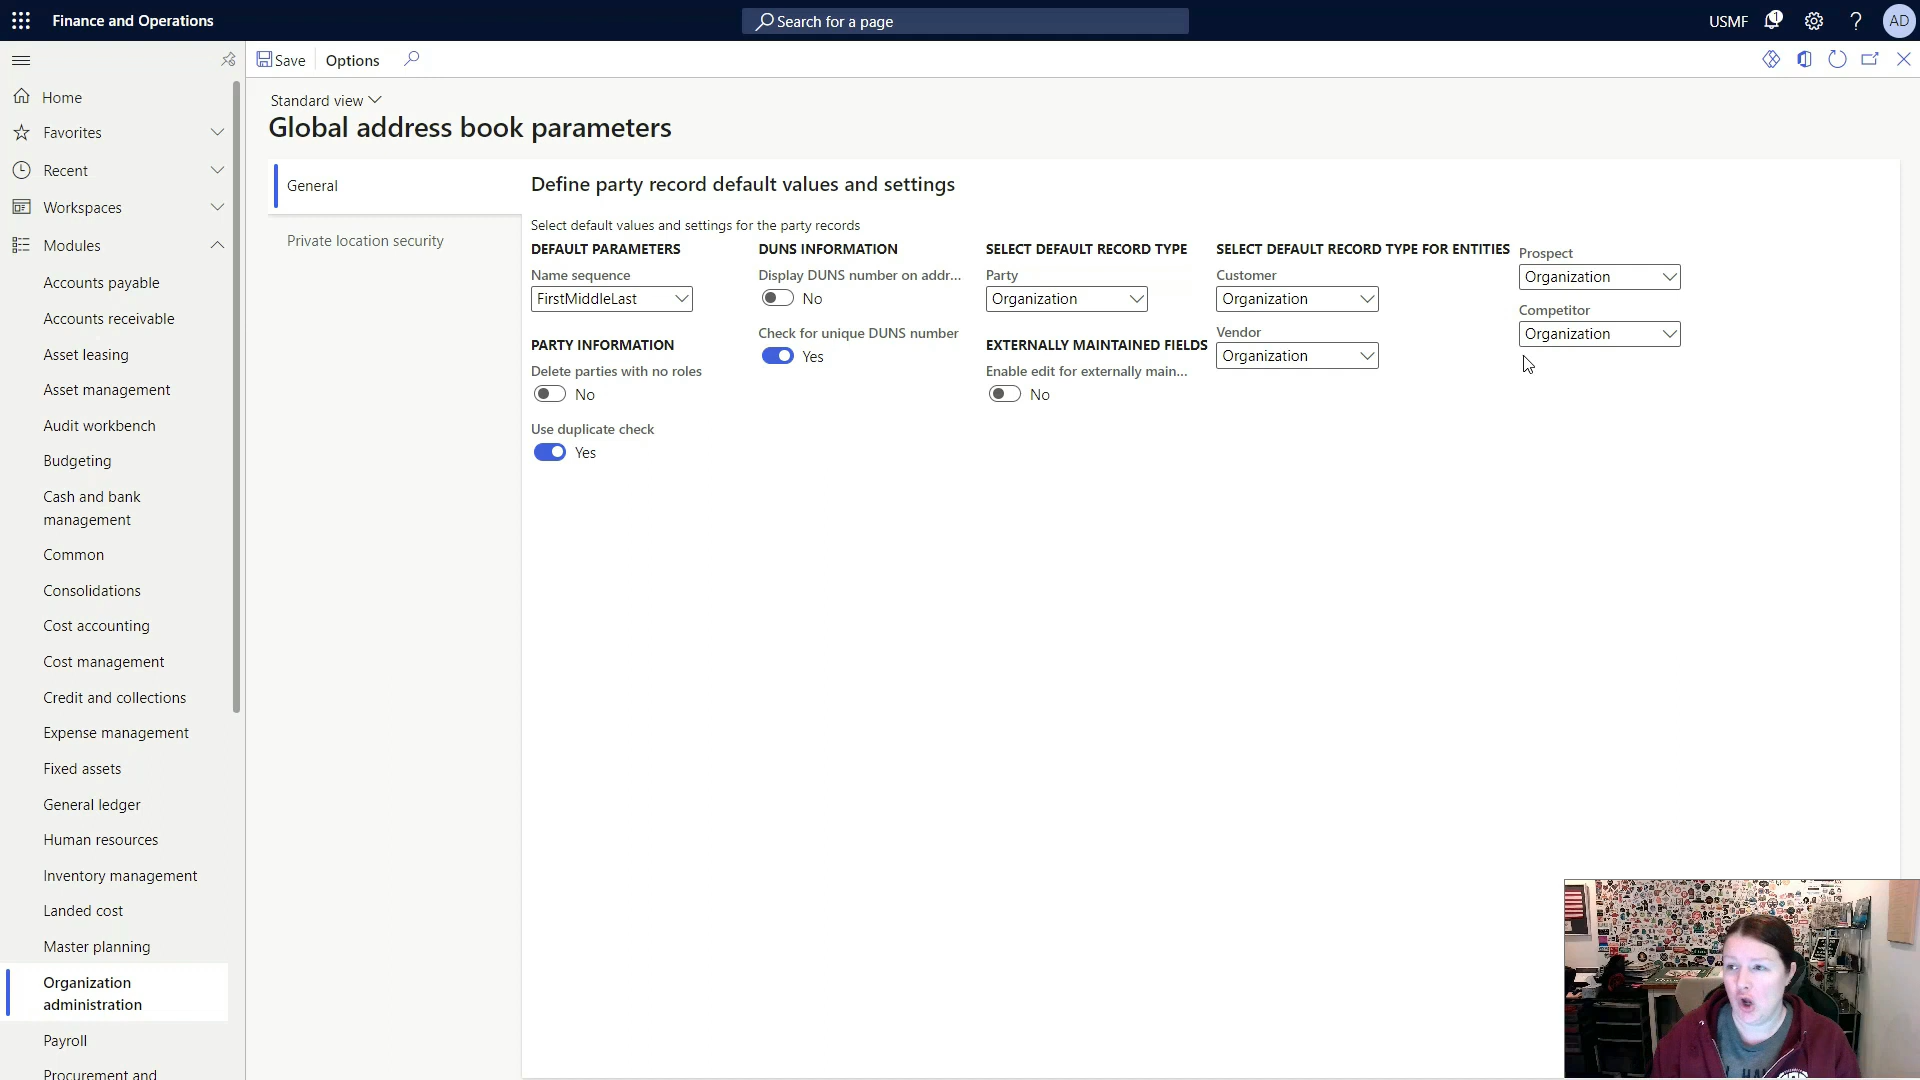 Finance and Operations
Search for a page
USMF
1
?
AD
Save
Options
Home
Favorites
Recent
Workspaces
Modules
Accounts payable
Accounts receivable
Asset leasing
Asset management
Audit workbench
Budgeting
Cash and bank
management
Common
Consolidations
Cost accounting
Cost management
Credit and collections
Expense management
Fixed assets
General ledger
Human resources
Inventory management
Landed cost
Master planning
Organization
administration
Payroll
Procurement and
Standard view
Global address book parameters
General
Private location security
Define party record default values and settings
Select default values and settings for the party records
DEFAULT PARAMETERS
Name sequence
FirstMiddleLast
PARTY INFORMATION
Delete parties with no roles
No
Use duplicate check
Yes
DUNS INFORMATION
Display DUNS number on addr...
No
Check for unique DUNS number
Yes
SELECT DEFAULT RECORD TYPE
Party
Organization
EXTERNALLY MAINTAINED FIELDS
Enable edit for externally main...
No
SELECT DEFAULT RECORD TYPE FOR ENTITIES
Customer
Organization
Vendor
Organization
Prospect
Organization
Competitor
Organization